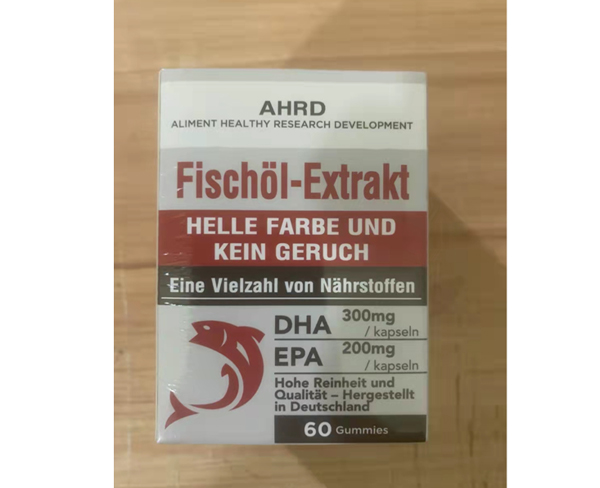 AHRD
ALIMENT HEALTHY RESEARCH DEVELOPMENT
Fischöl-Extrakt
HELLE FARBE UND
KEIN GERUCH
Eine Vielzahl von Nährstoffen
DHA 300mg
/ kapseln
EPA 200mg
/ kapseln
Hohe Reinheit und
Qualität – Hergestellt
in Deutschland
60 Gummies